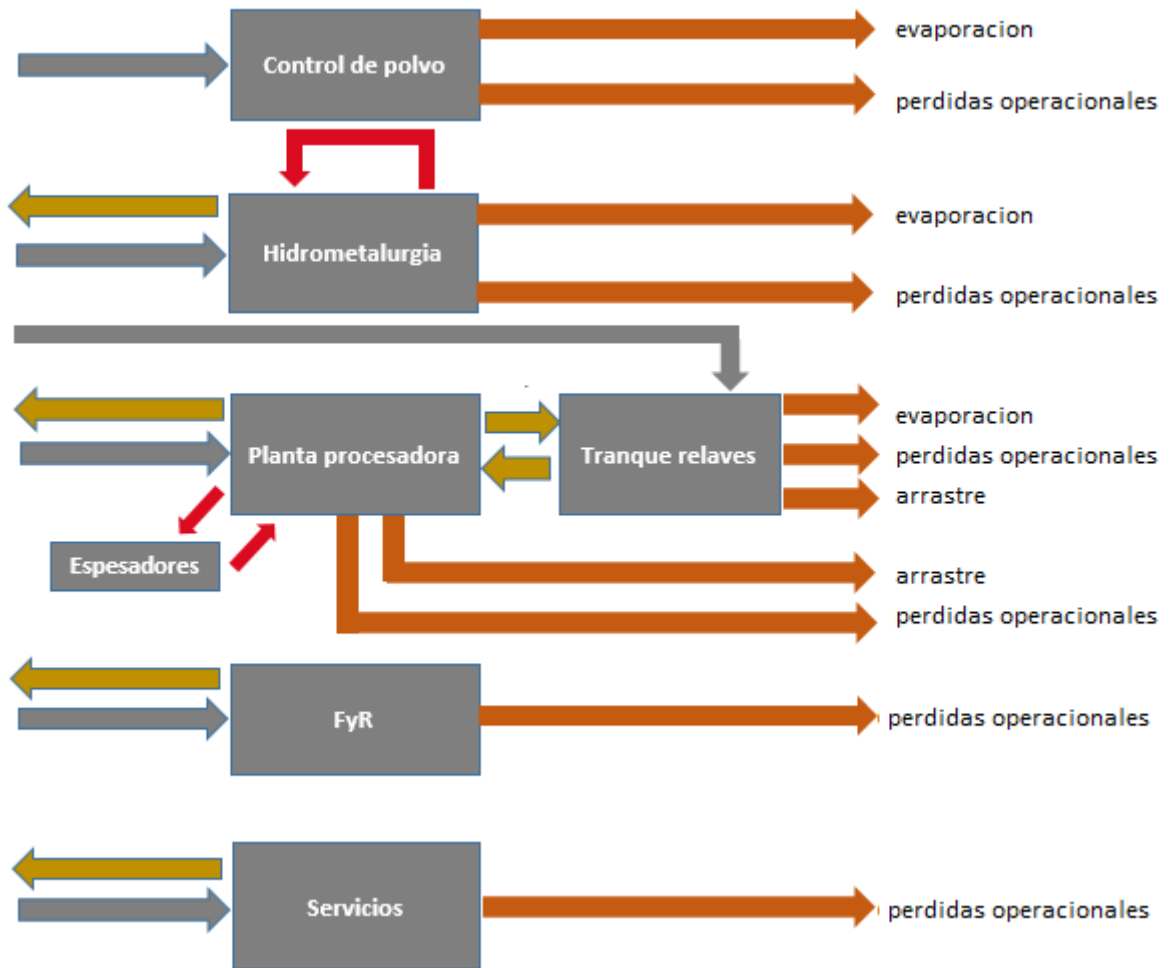 evaporacion
Control de polvo
perdidas operacionales
evaporacion
Hidrometalurgia
perdidas operacionales
evaporacion
Planta procesadora
Tranque relaves
perdidas operacionales
arrastre
Espesadores
arrastre
perdidas operacionales
FyR
perdidas operacionales
Servicios
perdidas operacionales